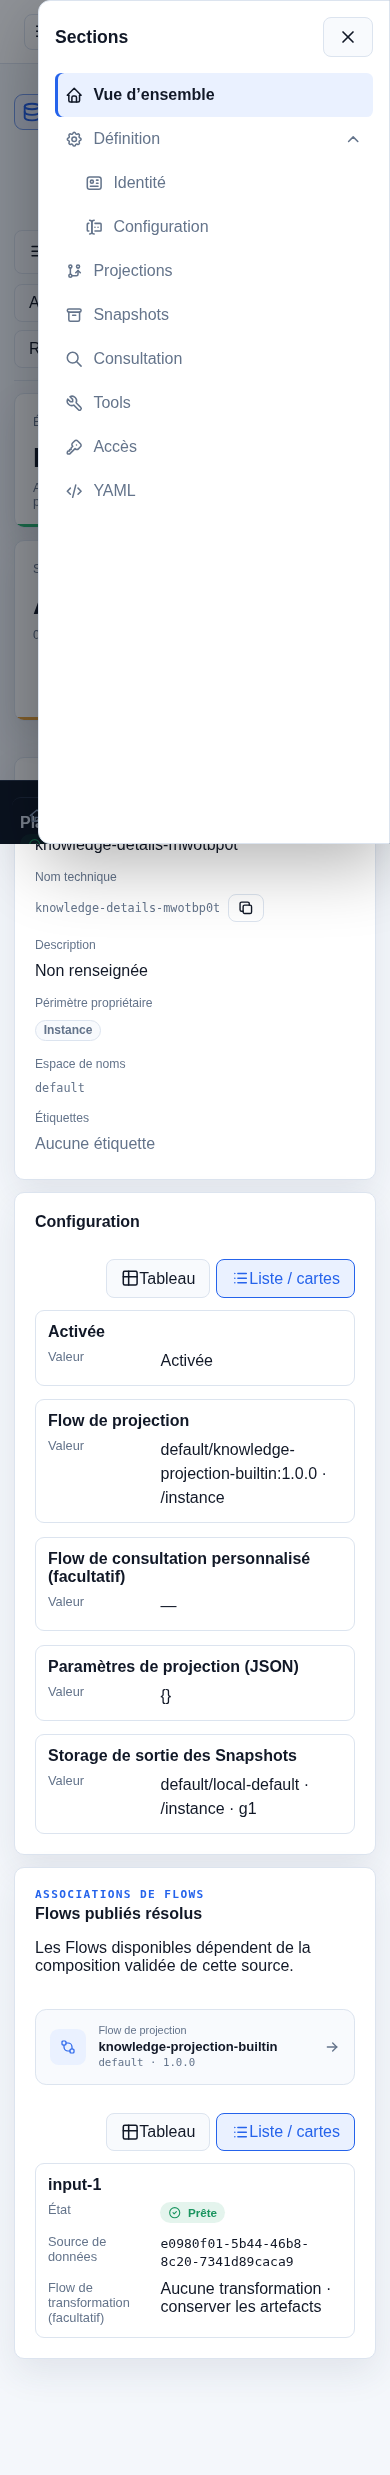 Sections
Vue d’ensemble
Définition
Identité
Configuration
Projections
Snapshots
Consultation
Tools
Accès
YAML
knowledge-details-mwotbp0t
Nom technique
knowledge-details-mwotbp0t
Description
Non renseignée
Périmètre propriétaire
Instance
Espace de noms
default
Étiquettes
Aucune étiquette
Configuration
Tableau
Liste / cartes
Activée
Valeur
Activée
Flow de projection
Valeur
default/knowledge-
projection-builtin:1.0.0 ·
/instance
Flow de consultation personnalisé
(facultatif)
Valeur
—
Paramètres de projection (JSON)
Valeur
{}
Storage de sortie des Snapshots
Valeur
default/local-default ·
/instance · g1
ASSOCIATIONS DE FLOWS
Flows publiés résolus
Les Flows disponibles dépendent de la
composition validée de cette source.
Flow de projection
knowledge-projection-builtin
default · 1.0.0
Tableau
Liste / cartes
input-1
État
Prête
Source de
données
e0980f01-5b44-46b8-
8c20-7341d89caca9
Flow de
transformation
(facultatif)
Aucune transformation ·
conserver les artefacts